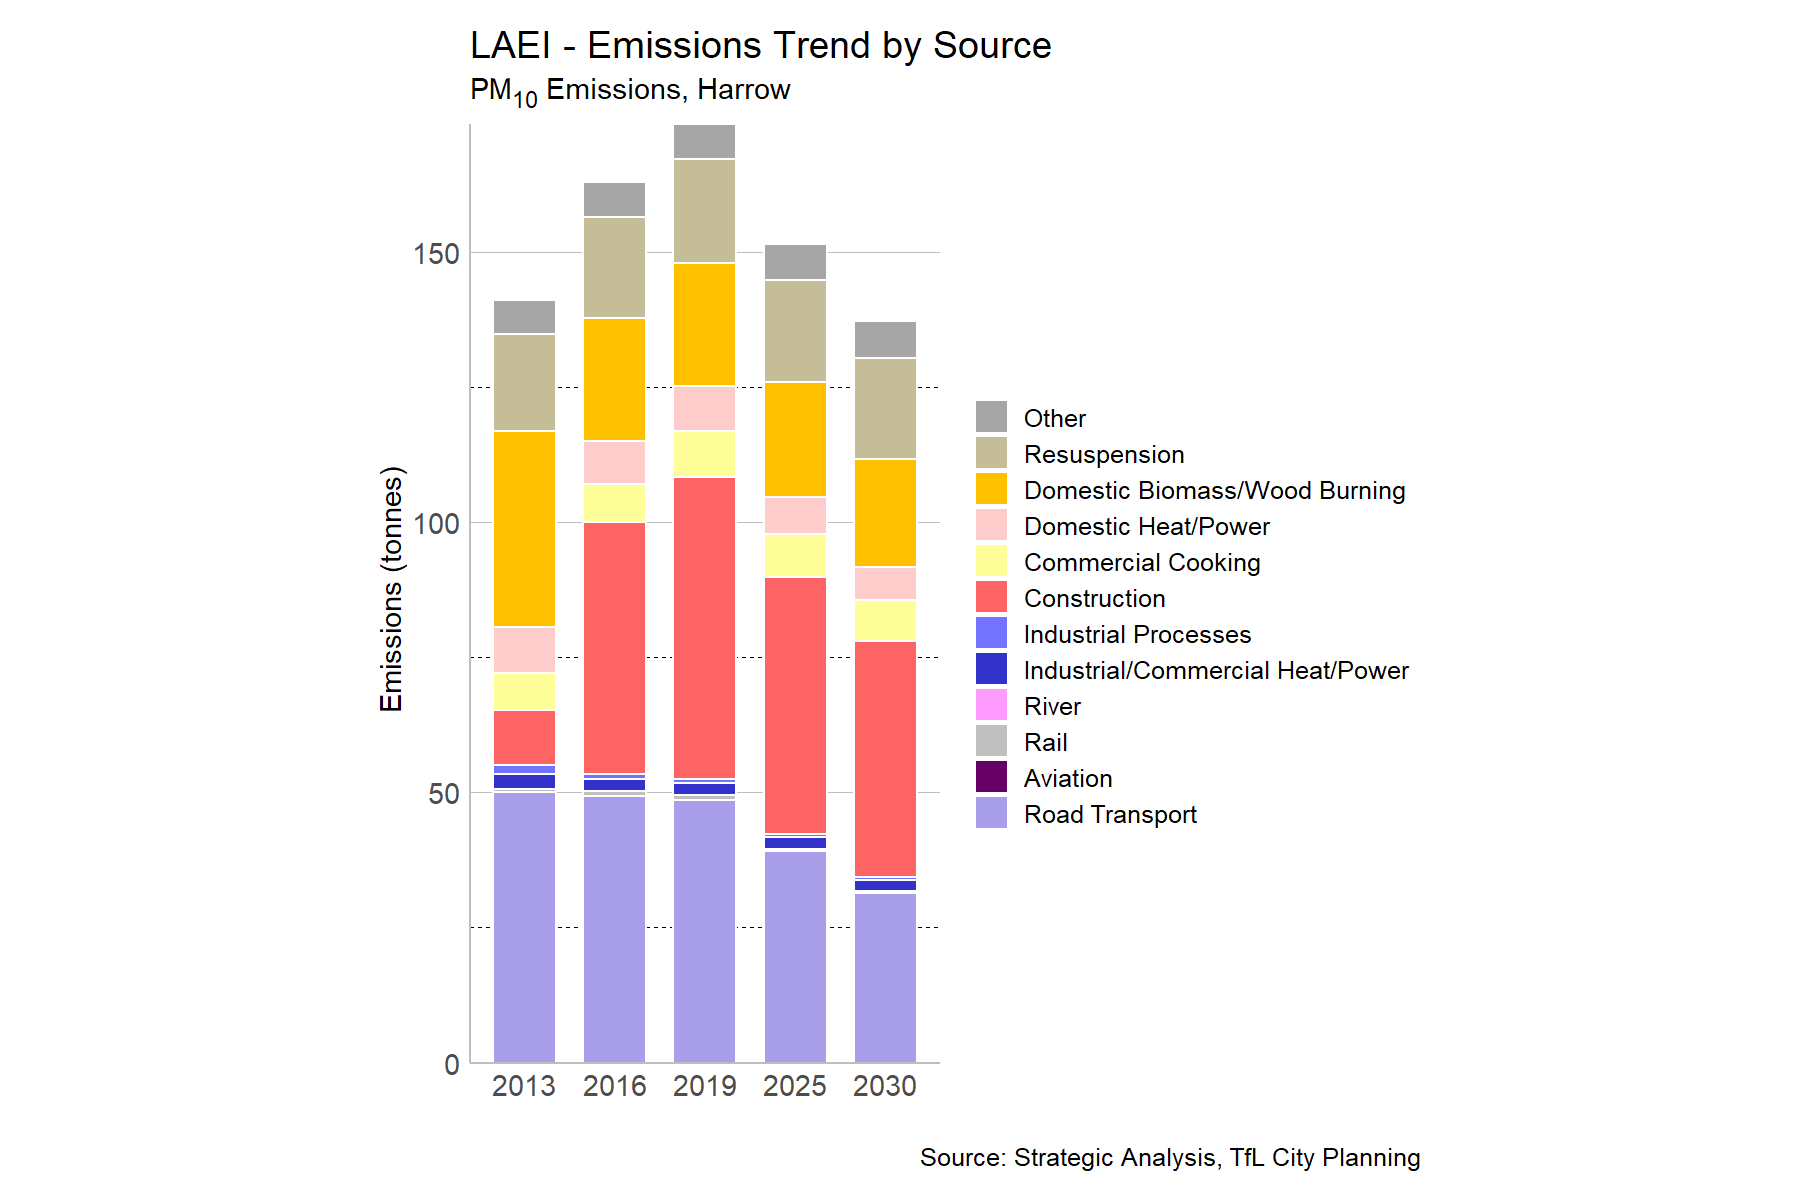 LAEI - Emissions Trend by Source
PM10 Emissions, Harrow
Emissions (tonnes)
150
100
50
0
2013 2016 2019 2025 2030
Other
Resuspension
Domestic Biomass/Wood Burning
Domestic Heat/Power
Commercial Cooking
Construction
Industrial Processes
Industrial/Commercial Heat/Power
River
Rail
Aviation
Road Transport
Source: Strategic Analysis, TfL City Planning